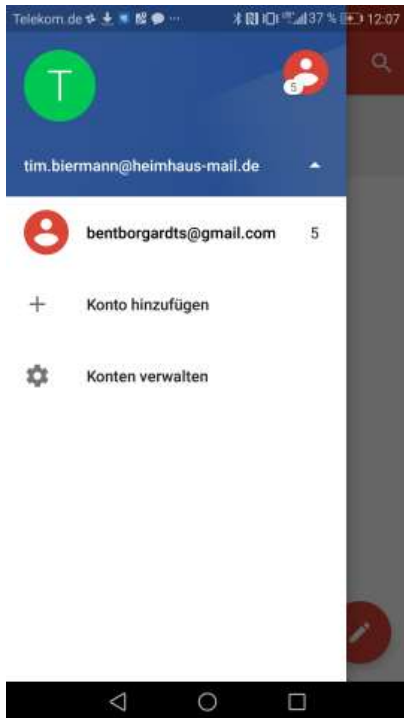 Telekom.de ... 37 % 12:07
T
5
tim.biermann@heimhaus-mail.de
bentborgardts@gmail.com 5
Konto hinzufügen
Konten verwalten